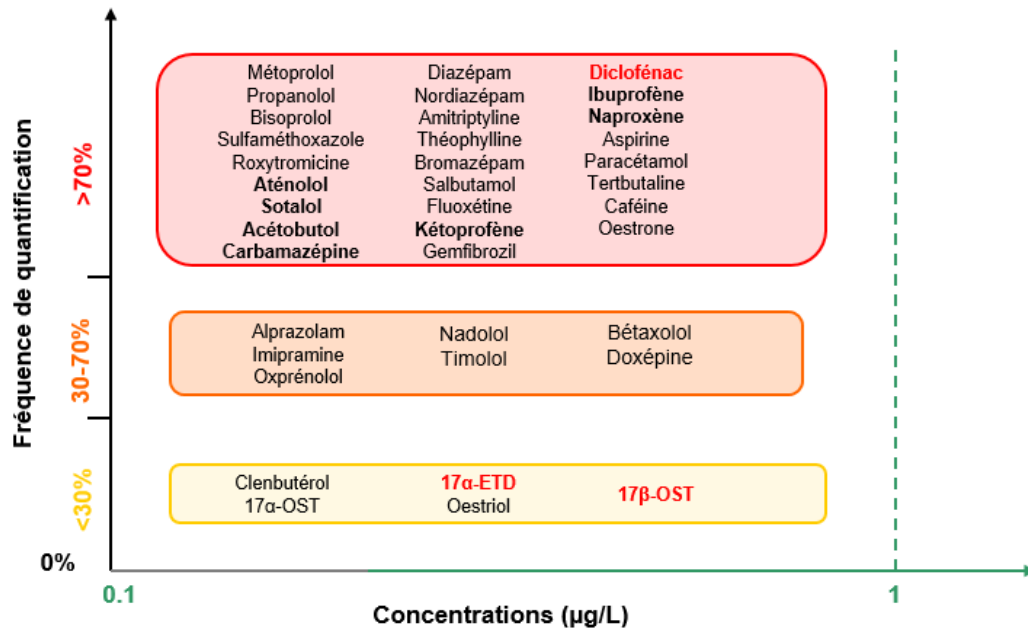 Fréquence de quantification
>70%
Métoprolol
Propanolol
Bisoprolol
Sulfaméthoxazole
Roxytromicine
Aténolol
Sotalol
Acétobutol
Carbamazépine
Diazépam
Nordiazépam
Amitriptyline
Théophylline
Bromazépam
Salbutamol
Fluoxétine
Kétoprofène
Gemfibrozil
Diclofénac
Ibuprofène
Naproxène
Aspirine
Paracétamol
Tertbutaline
Caféine
Oestrone
30-70%
Alprazolam
Imipramine
Oxprénolol
Nadolol
Timolol
Bétaxolol
Doxépine
<30%
Clenbutérol
17α-OST
17α-ETD
Oestriol
17β-OST
0%
0.1
1
Concentrations (µg/L)